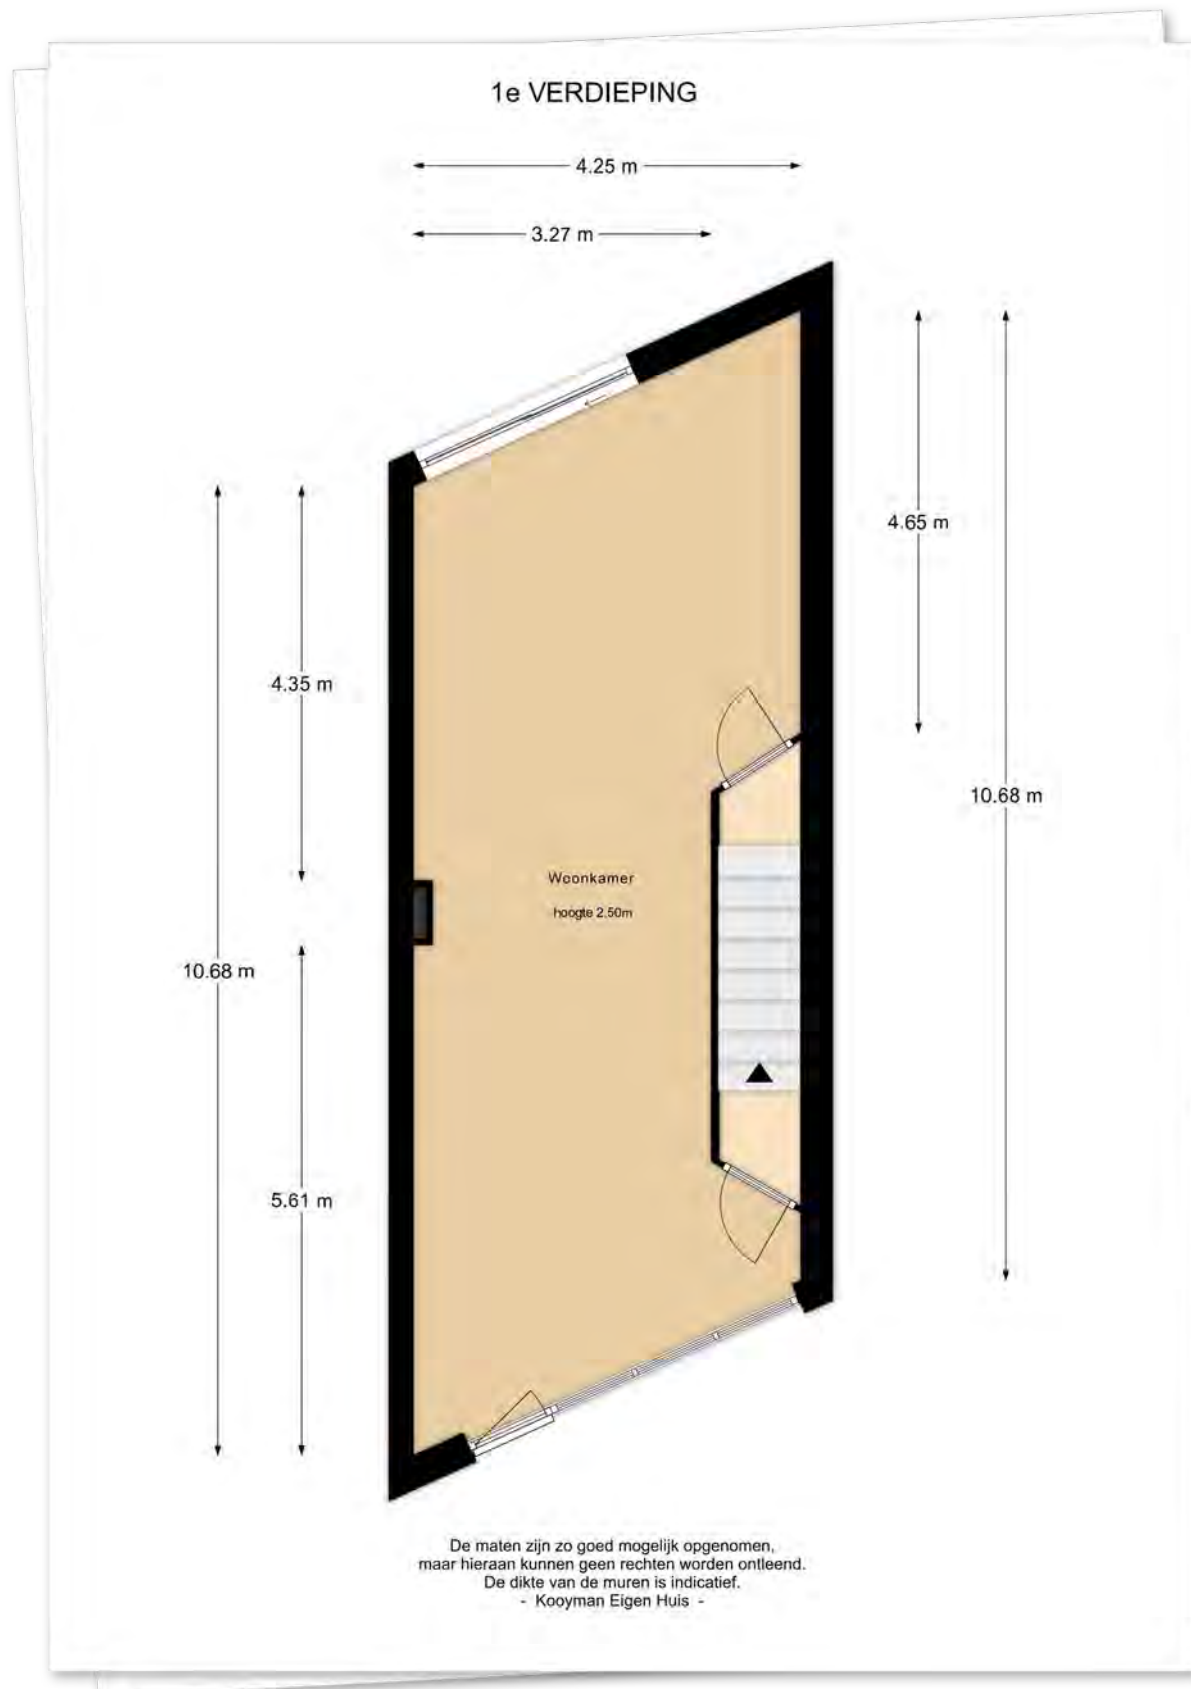 1e VERDIEPING
4.25 m
3.27 m
4.65 m
4.35 m
10.68 m
Woonkamer
hoogte 2.50m
10.68 m
5.61 m
De maten zijn zo goed mogelijk opgenomen,
maar hieraan kunnen geen rechten worden ontleend.
De dikte van de muren is indicatief.
- Kooyman Eigen Huis -